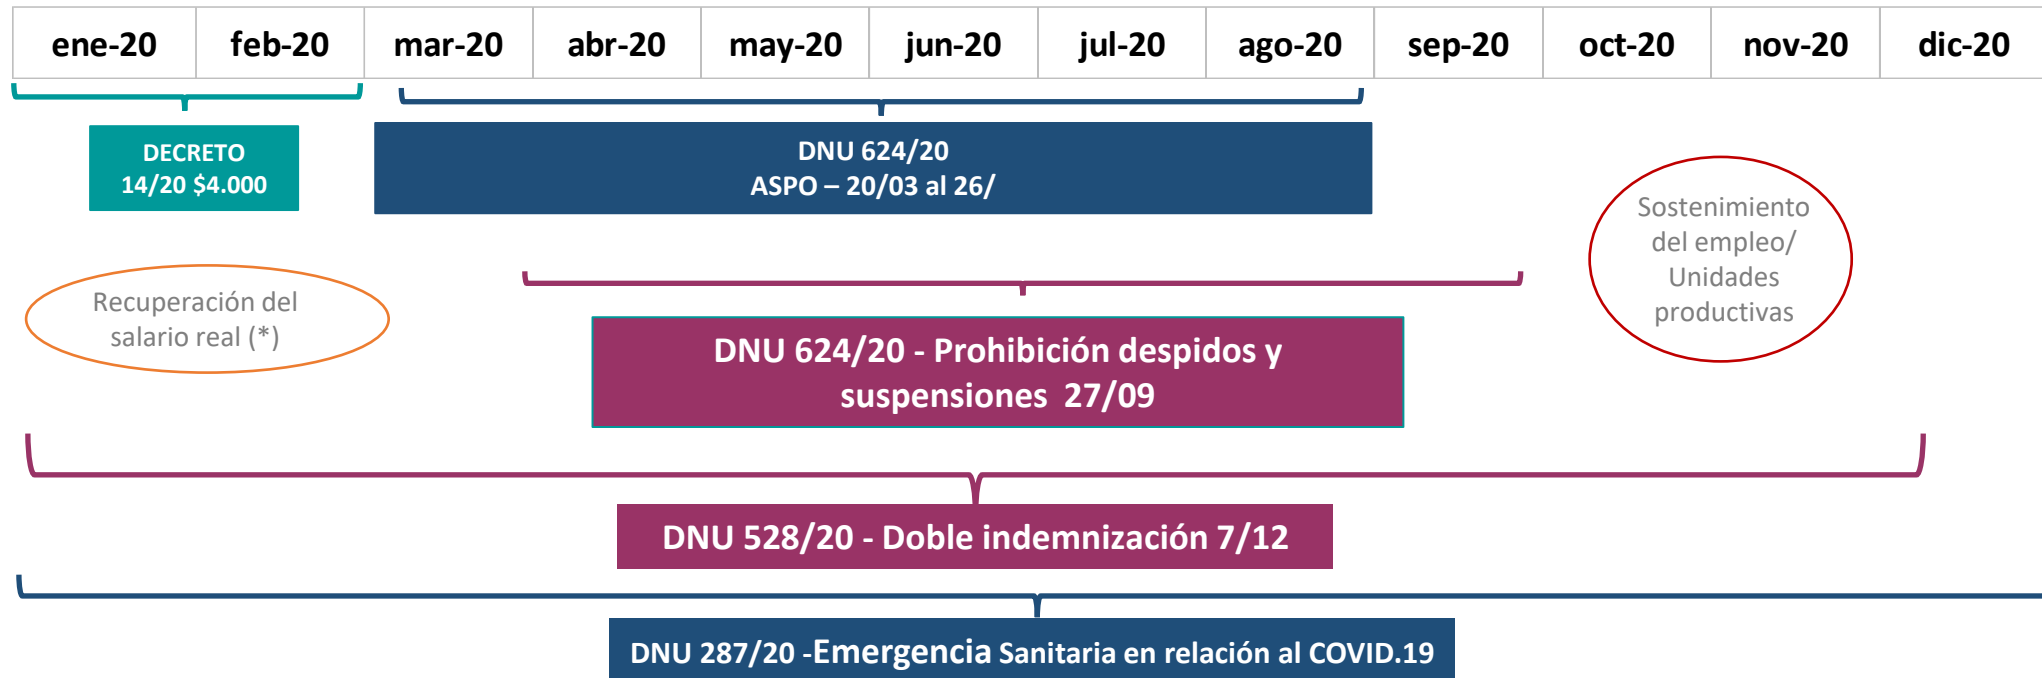 ene-20 feb-20 mar-20 abr-20 may-20 jun-20 jul-20 ago-20 sep-20 oct-20 nov-20 dic-20
DECRETO
14/20 $4.000
DNU 624/20
ASPO – 20/03 al 26/
Sostenimiento
del empleo/
Unidades
productivas
Recuperación del
salario real (*)
DNU 624/20 - Prohibición despidos y
suspensiones 27/09
DNU 528/20 - Doble indemnización 7/12
DNU 287/20 -Emergencia Sanitaria en relación al COVID.19